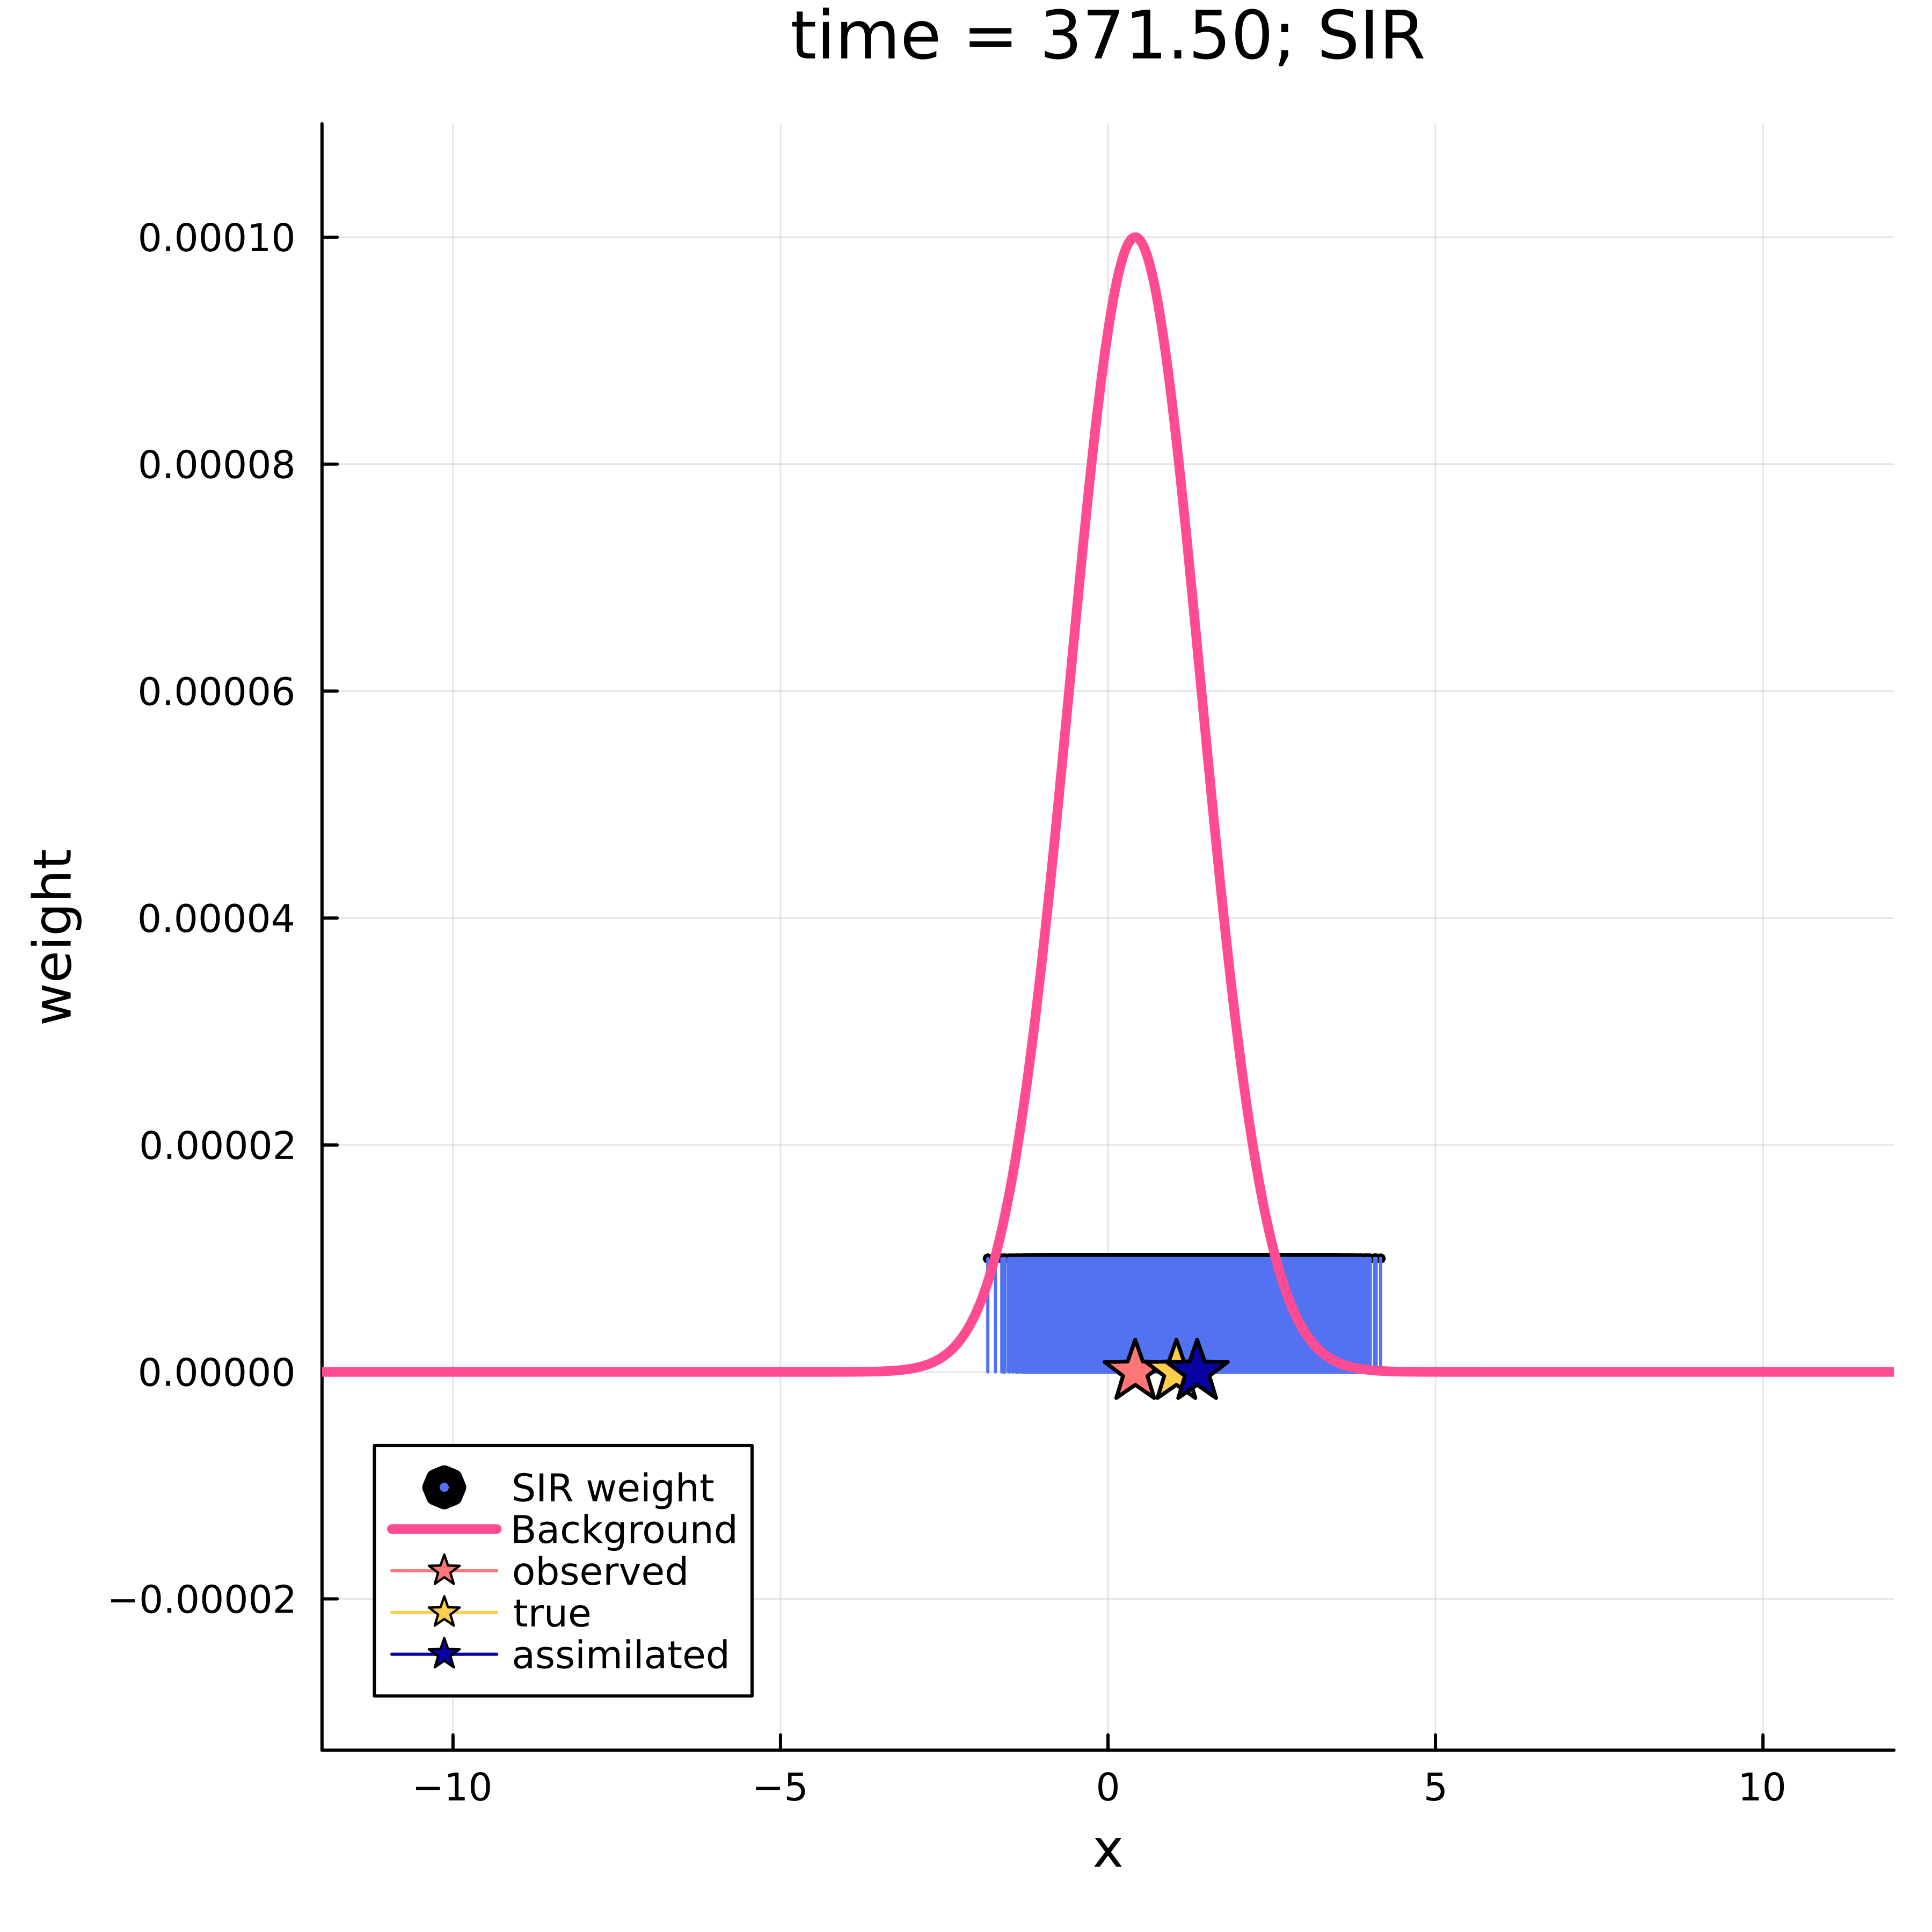 time = 371.50; SIR
weight
0.00010
0.00008
0.00006
0.00004
0.00002
0.00000
−0.00002
SIR weight
Background
observed
true
assimilated
−10 −5 0 5 10
x